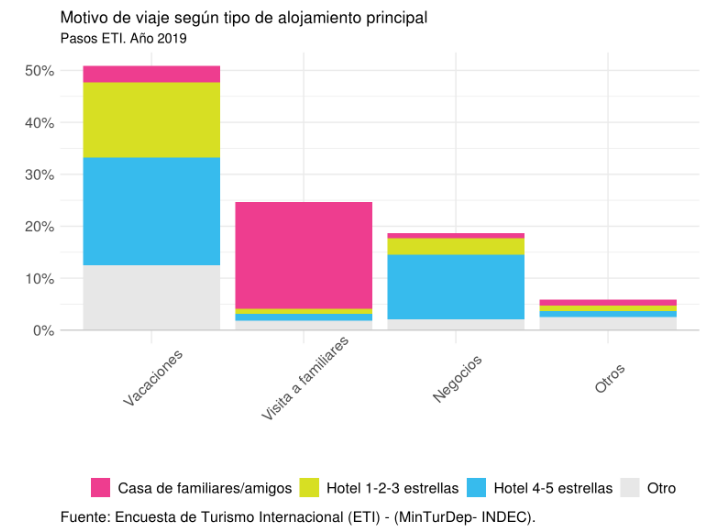 Motivo de viaje según tipo de alojamiento principal
Pasos ETI. Año 2019
50%
40%
30%
20%
10%
0%
Vacaciones
Visita a familiares
Negocios
Otros
Casa de familiares/amigos
Hotel 1-2-3 estrellas
Hotel 4-5 estrellas
Otro
Fuente: Encuesta de Turismo Internacional (ETI) - (MinTurDep- INDEC).